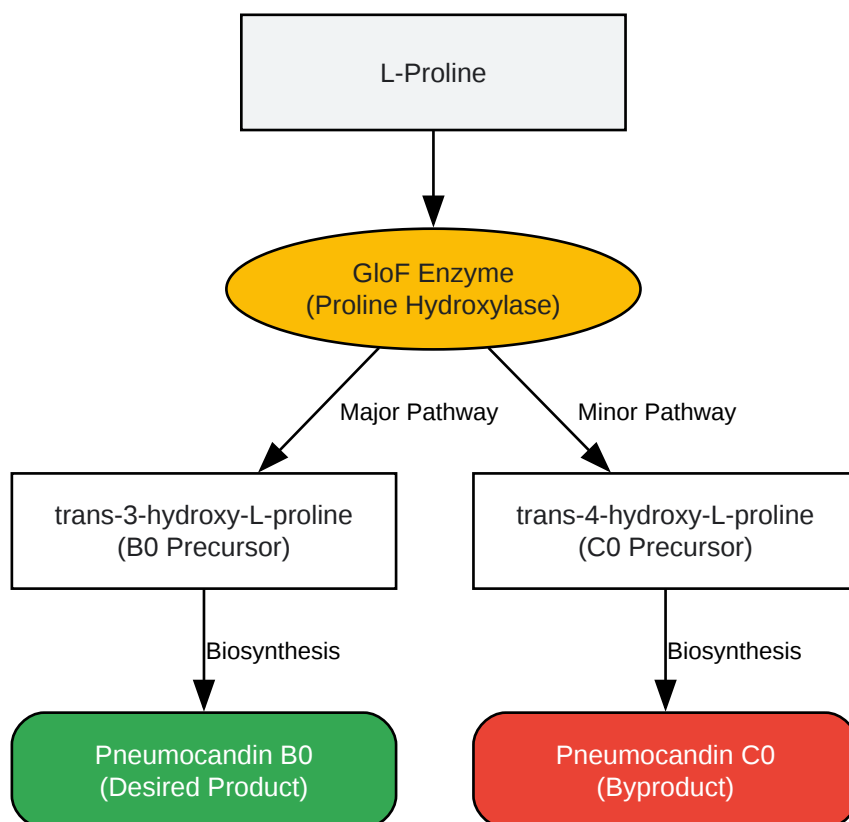 L-Proline
GloF Enzyme
(Proline Hydroxylase)
Major Pathway
Minor Pathway
trans-3-hydroxy-L-proline
(B0 Precursor)
trans-4-hydroxy-L-proline
(C0 Precursor)
Biosynthesis
Biosynthesis
Pneumocandin B0
(Desired Product)
Pneumocandin C0
(Byproduct)